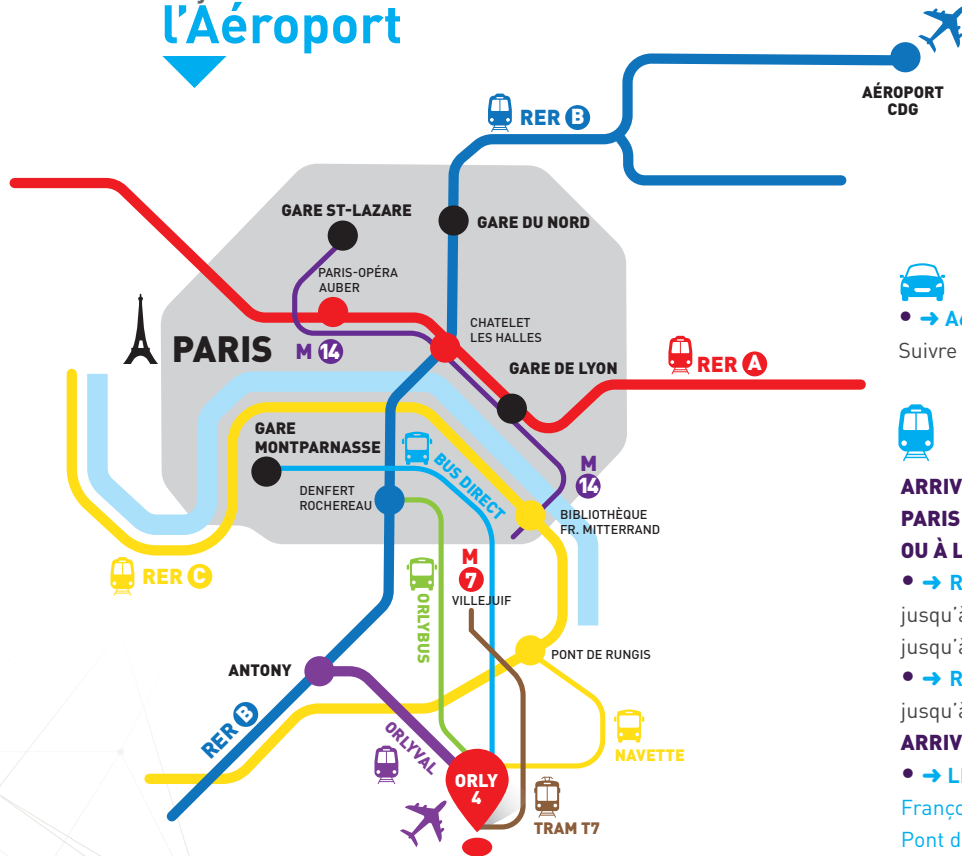 l'Aéroport
AÉROPORT
CDG
RER B
GARE ST-LAZARE
GARE DU NORD
PARIS-OPÉRA
AUBER
CHATELET
LES HALLES
PARIS
M 14
GARE DE LYON
RER A
GARE
MONTPARNASSE
BUS DIRECT
DENFERT
ROCHEREAU
M
14
BIBLIOTHÈQUE
FR. MITTERRAND
RER C
M
7
VILLEJUIF
ORLYBUS
PONT DE RUNGIS
ANTONY
RER B
ORLYVAL
NAVETTE
ORLY
4
TRAM T7
Suivre
ARRIV
PARIS
OU À L
• → R
jusqu'à
jusqu'à
• → R
jusqu'à
ARRIV
• → L
Franço
Pont d